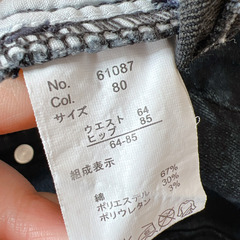 No. 61087
Col. 80
サイズ
ウエスト 64
ヒップ 85
64-85
組成表示
綿 67%
ポリエステル 30%
ポリウレタン 3%